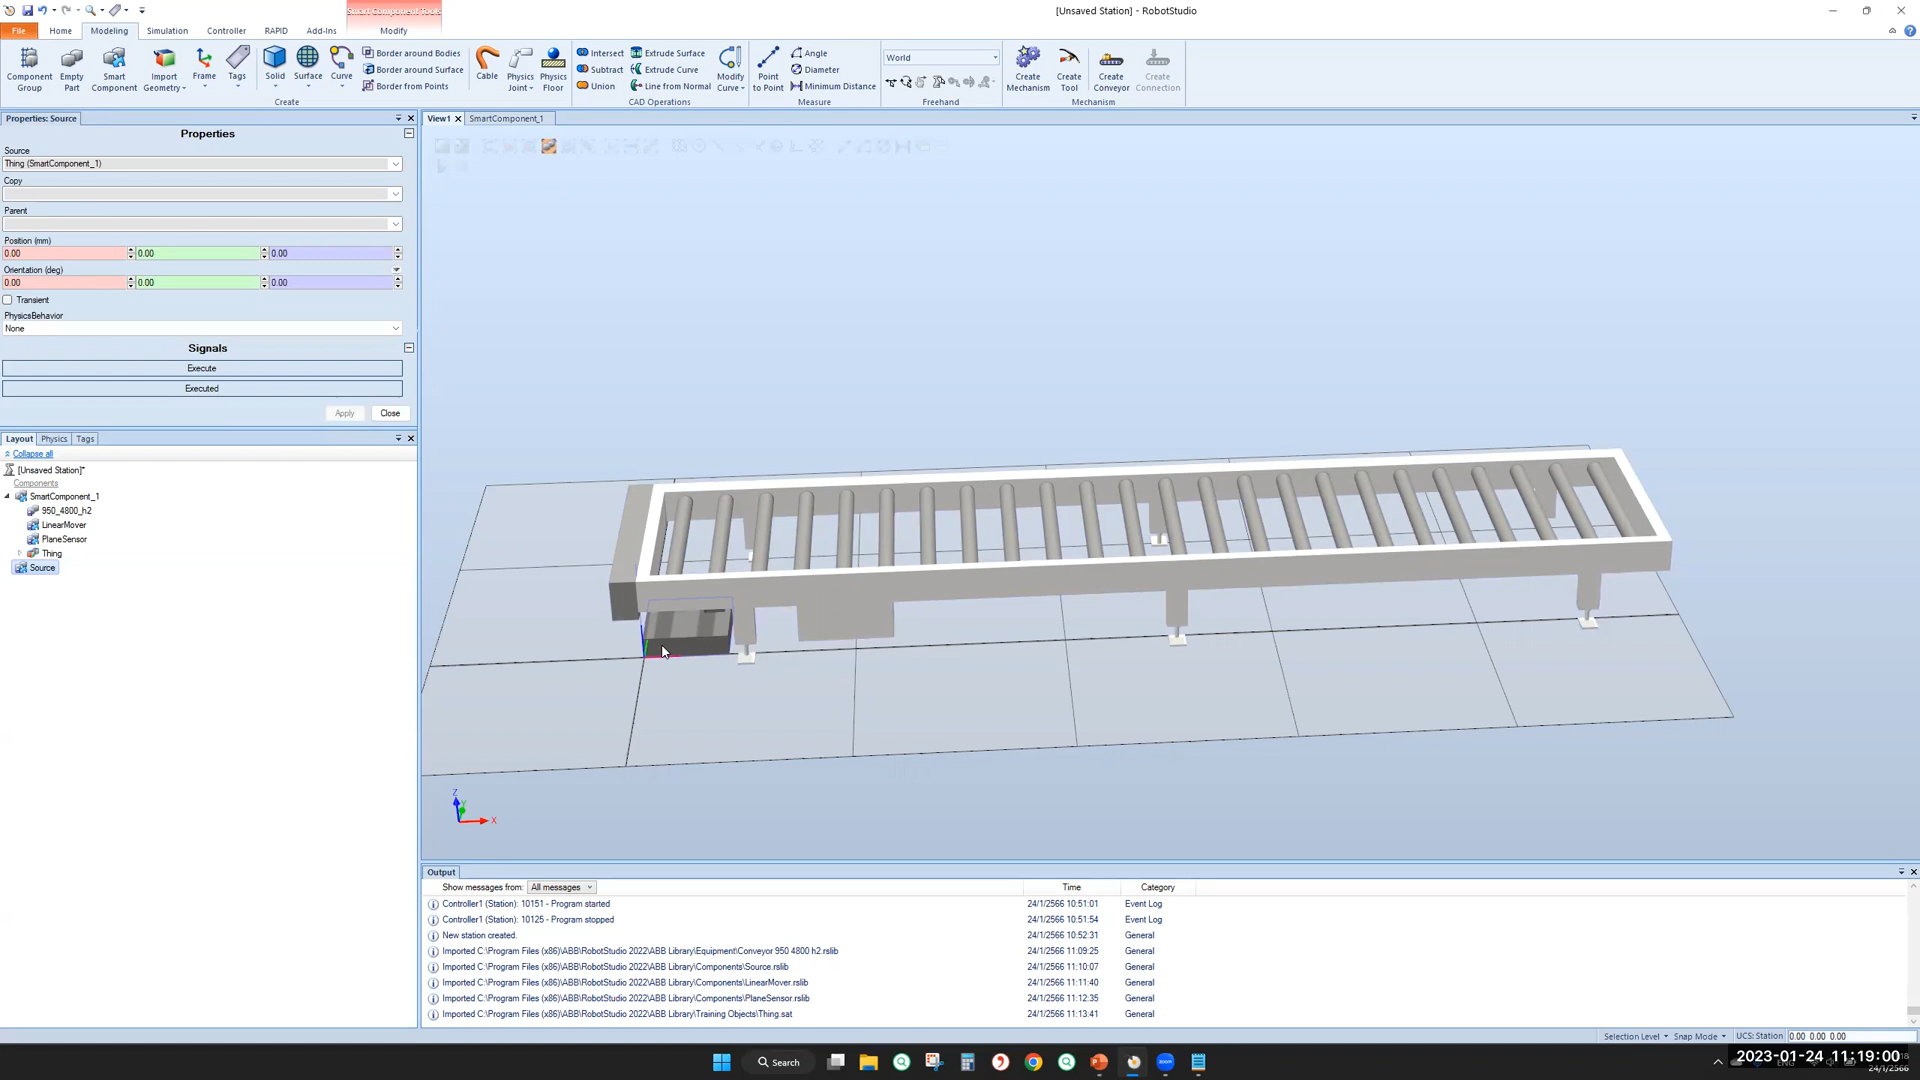 [Unsaved Station] - RobotStudio
Smart Component Tools
File Home Modeling Simulation Controller RAPID Add-Ins Modify
Component Group
Empty Part
Smart Component
Import Geometry
Frame
Tags
Solid
Surface
Curve
Border around Bodies
Border around Surface
Border from Points
Create
Cable
Physics Joint
Physics Floor
Intersect
Subtract
Union
Extrude Surface
Extrude Curve
Line from Normal
Modify Curve
CAD Operations
Point to Point
Angle
Diameter
Minimum Distance
Measure
World
Freehand
Create Mechanism
Create Tool
Create Conveyor
Create Connection
Mechanism
Properties: Source
View1
SmartComponent_1
Properties
Source
Thing (SmartComponent_1)
Copy
Parent
Position (mm)
0.00 0.00 0.00
Orientation (deg)
0.00 0.00 0.00
Transient
PhysicsBehavior
None
Signals
Execute
Executed
Apply Close
Layout Physics Tags
Collapse all
[Unsaved Station]*
Components
SmartComponent_1
950_4800_h2
LinearMover
PlaneSensor
Thing
Source
Z
Y
X
Output
Show messages from: All messages Time Category
Controller1 (Station): 10151 - Program started 24/1/2566 10:51:01 Event Log
Controller1 (Station): 10125 - Program stopped 24/1/2566 10:51:54 Event Log
New station created. 24/1/2566 10:52:31 General
Imported C:\Program Files (x86)\ABB\RobotStudio 2022\ABB Library\Equipment\Conveyor 950 4800 h2.rslib 24/1/2566 11:09:25 General
Imported C:\Program Files (x86)\ABB\RobotStudio 2022\ABB Library\Components\Source.rslib 24/1/2566 11:10:07 General
Imported C:\Program Files (x86)\ABB\RobotStudio 2022\ABB Library\Components\LinearMover.rslib 24/1/2566 11:11:40 General
Imported C:\Program Files (x86)\ABB\RobotStudio 2022\ABB Library\Components\PlaneSensor.rslib 24/1/2566 11:12:35 General
Imported C:\Program Files (x86)\ABB\RobotStudio 2022\ABB Library\Training Objects\Thing.sat 24/1/2566 11:13:41 General
Selection Level Snap Mode UCS: Station 0.00 0.00 0.00
Search
2023-01-24 11:19:00
24/1/2566